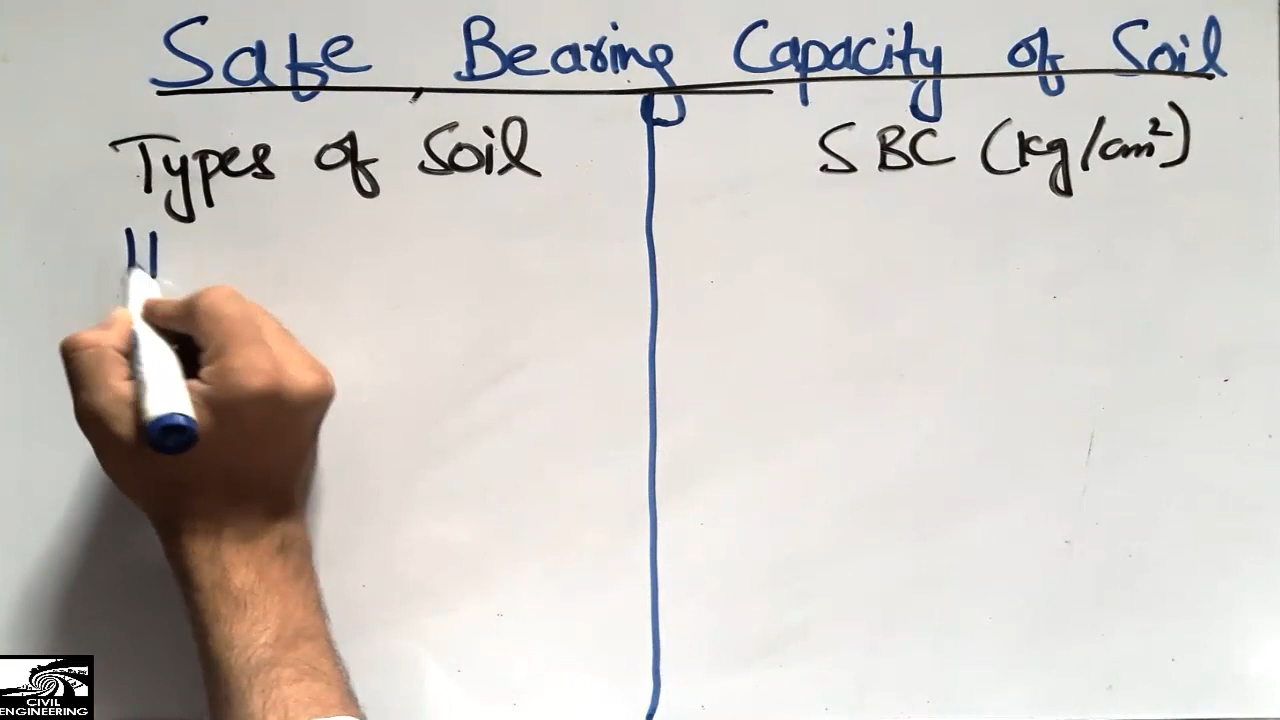 Safe Bearing Capacity of Soil
Types of Soil
SBC (kg/cm²)
CIVIL
ENGINEERING